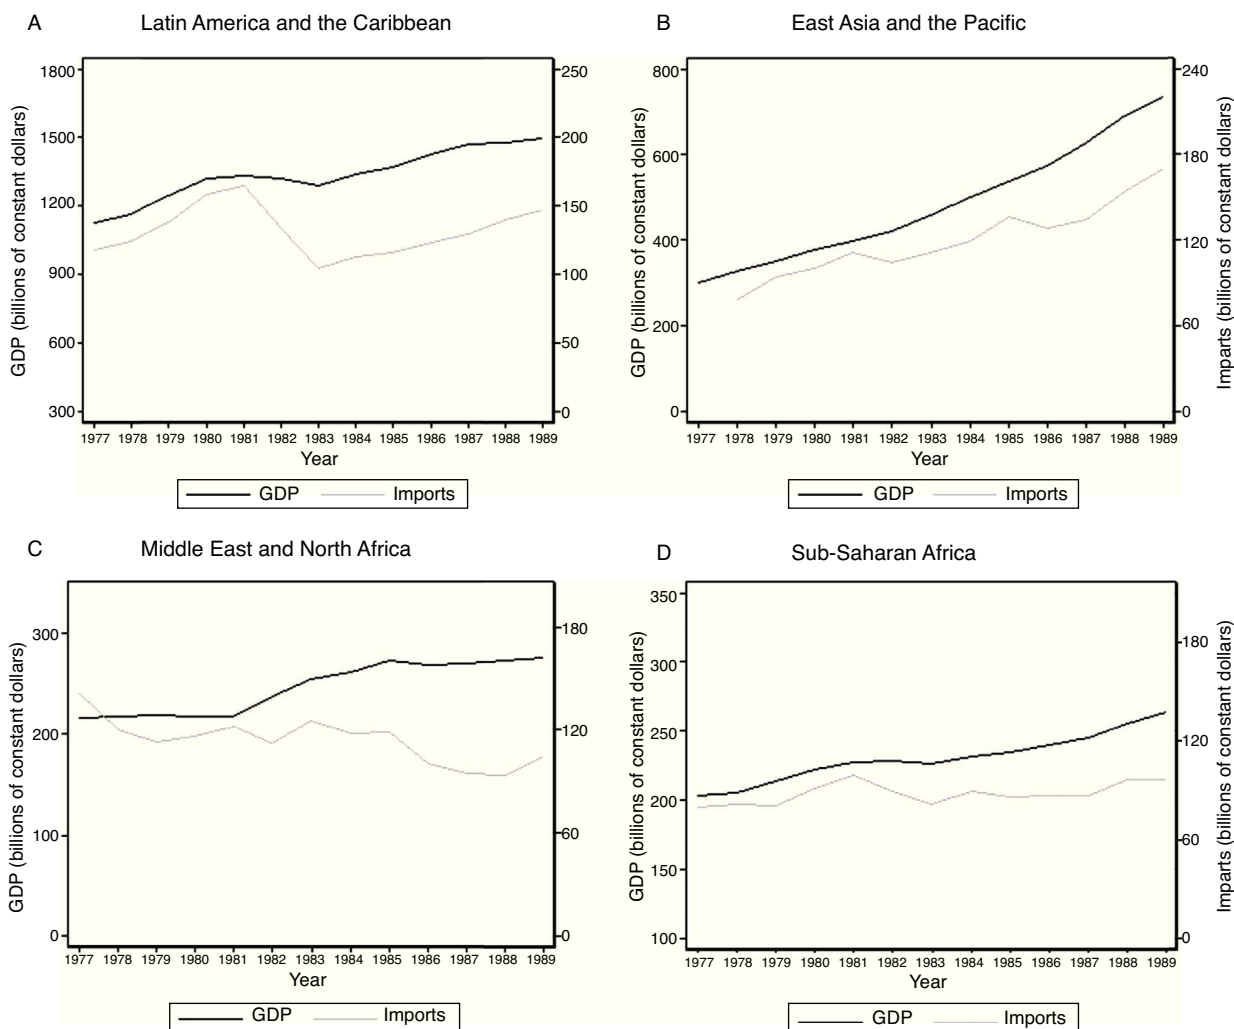 A
Latin America and the Caribbean
GDP (billions of constant dollars)
1800
1500
1200
900
600
300
250
200
150
100
50
0
1977 1978 1979 1980 1981 1982 1983 1984 1985 1986 1987 1988 1989
Year
GDP Imports
B
East Asia and the Pacific
GDP (billions of constant dollars)
800
600
400
200
0
240
180
120
60
0
Imparts (billions of constant dollars)
1977 1978 1979 1980 1981 1982 1983 1984 1985 1986 1987 1988 1989
Year
GDP Imports
C
Middle East and North Africa
GDP (billions of constant dollars)
300
200
100
0
180
120
60
0
1977 1978 1979 1980 1981 1982 1983 1984 1985 1986 1987 1988 1989
Year
GDP Imports
D
Sub-Saharan Africa
GDP (billions of constant dollars)
350
300
250
200
150
100
180
120
60
0
Imparts (billions of constant dollars)
1977 1978 1979 1980 1981 1982 1983 1984 1985 1986 1987 1988 1989
Year
GDP Imports